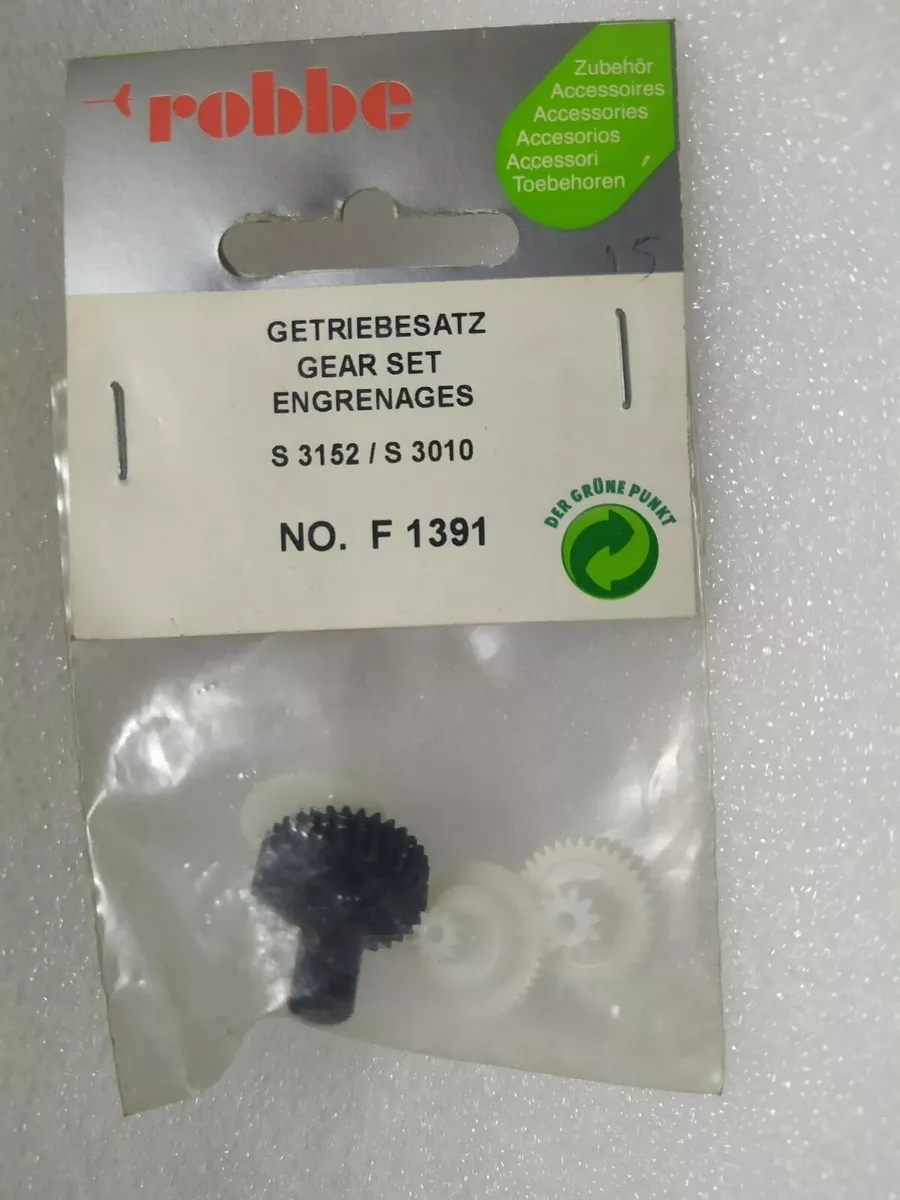 robbe
Zubehör
Accessoires
Accessories
Accesorios
Accessori
Toebehoren
15
GETRIEBESATZ
GEAR SET
ENGRENAGES
S 3152 / S 3010
NO. F 1391
DER GRÜNE PUNKT